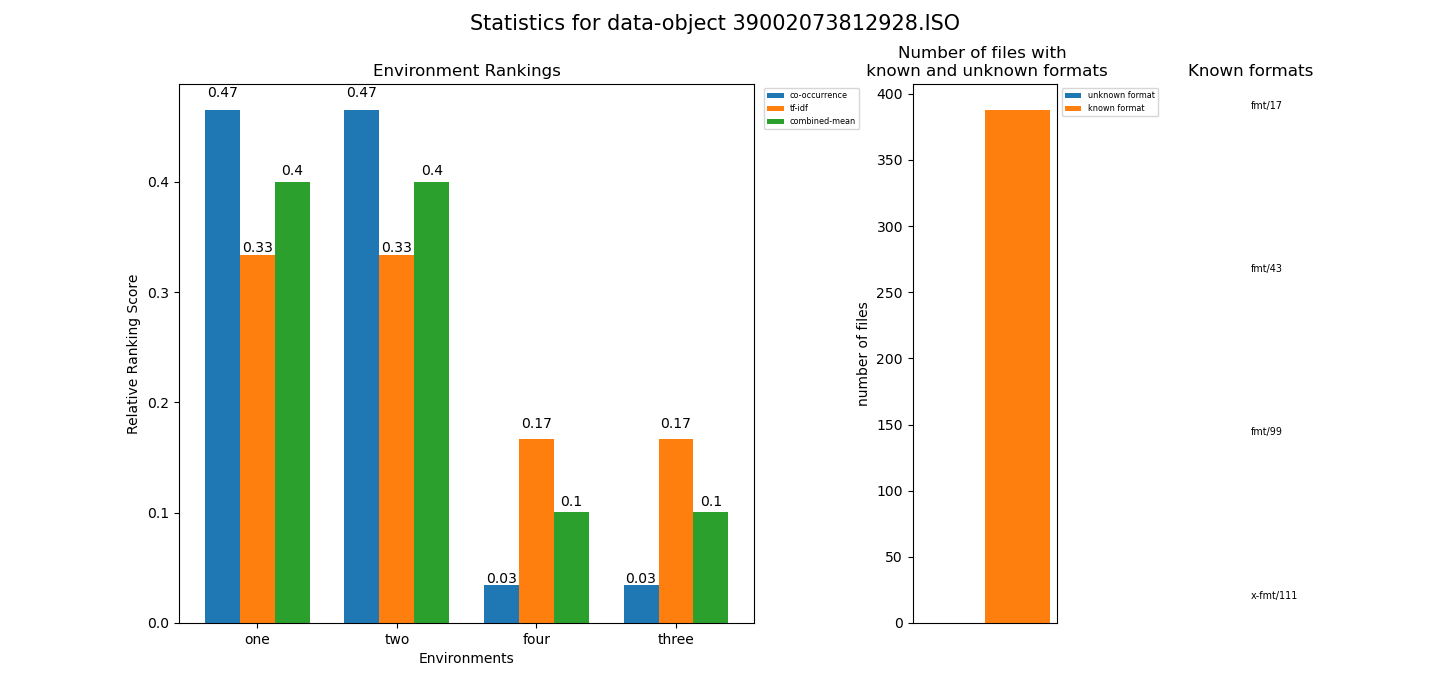 Statistics for data-object 39002073812928.ISO
Environment Rankings
0.47
0.47
0.4
0.4
0.33
0.33
0.17
0.17
0.1
0.1
0.03
0.03
0.4
0.3
0.2
0.1
0.0
Relative Ranking Score
one
two
four
three
Environments
co-occurrence
tf-idf
combined-mean
Number of files with
known and unknown formats
400
350
300
250
200
150
100
50
0
number of files
unknown format
known format
Known formats
fmt/17
fmt/43
fmt/99
x-fmt/111